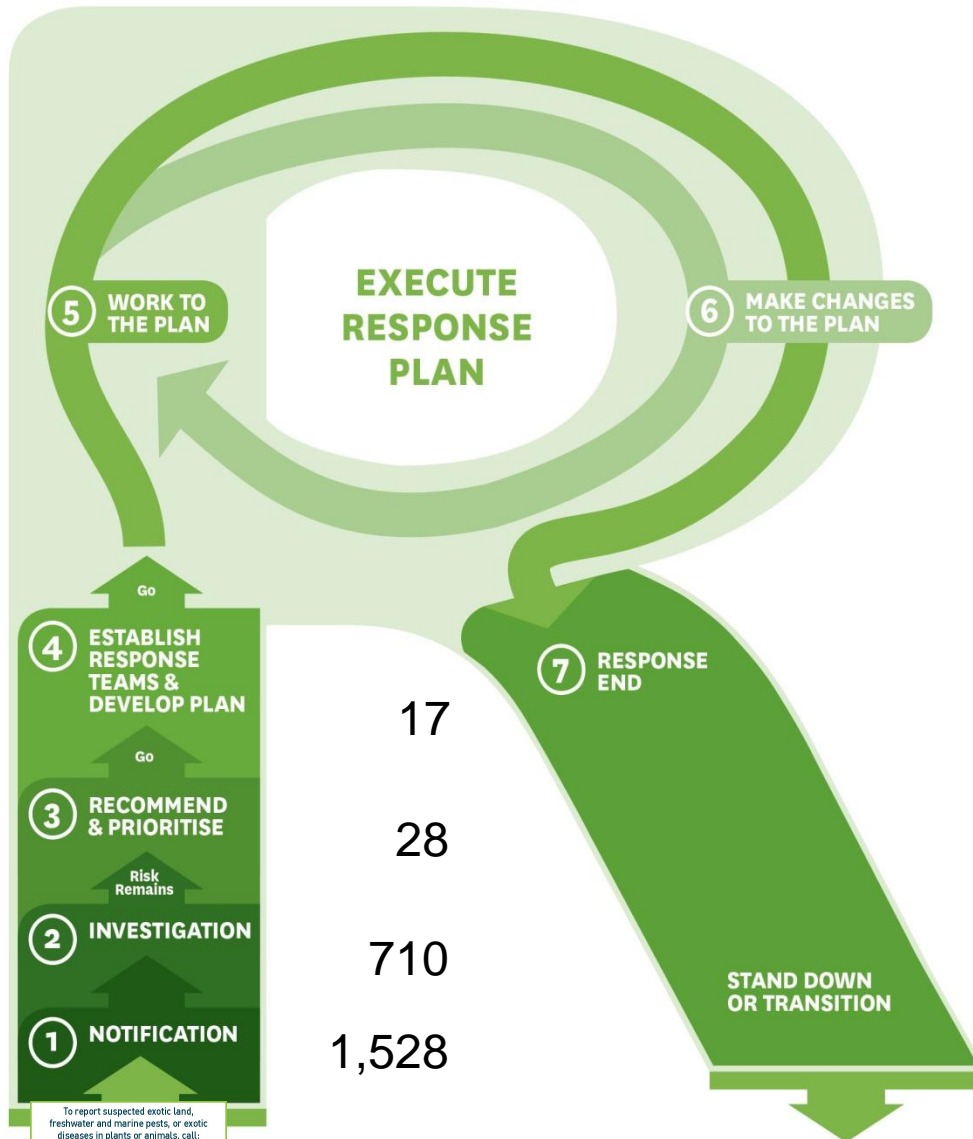 EXECUTE
RESPONSE
PLAN
5 WORK TO
THE PLAN
6 MAKE CHANGES
TO THE PLAN
Go
4 ESTABLISH
RESPONSE
TEAMS &
DEVELOP PLAN
17
7 RESPONSE
END
Go
3 RECOMMEND
& PRIORITISE
28
Risk
Remains
2 INVESTIGATION
710
STAND DOWN
OR TRANSITION
1 NOTIFICATION
1,528
To report suspected exotic land,
freshwater and marine pests, or exotic
diseases in plants or animals, call: